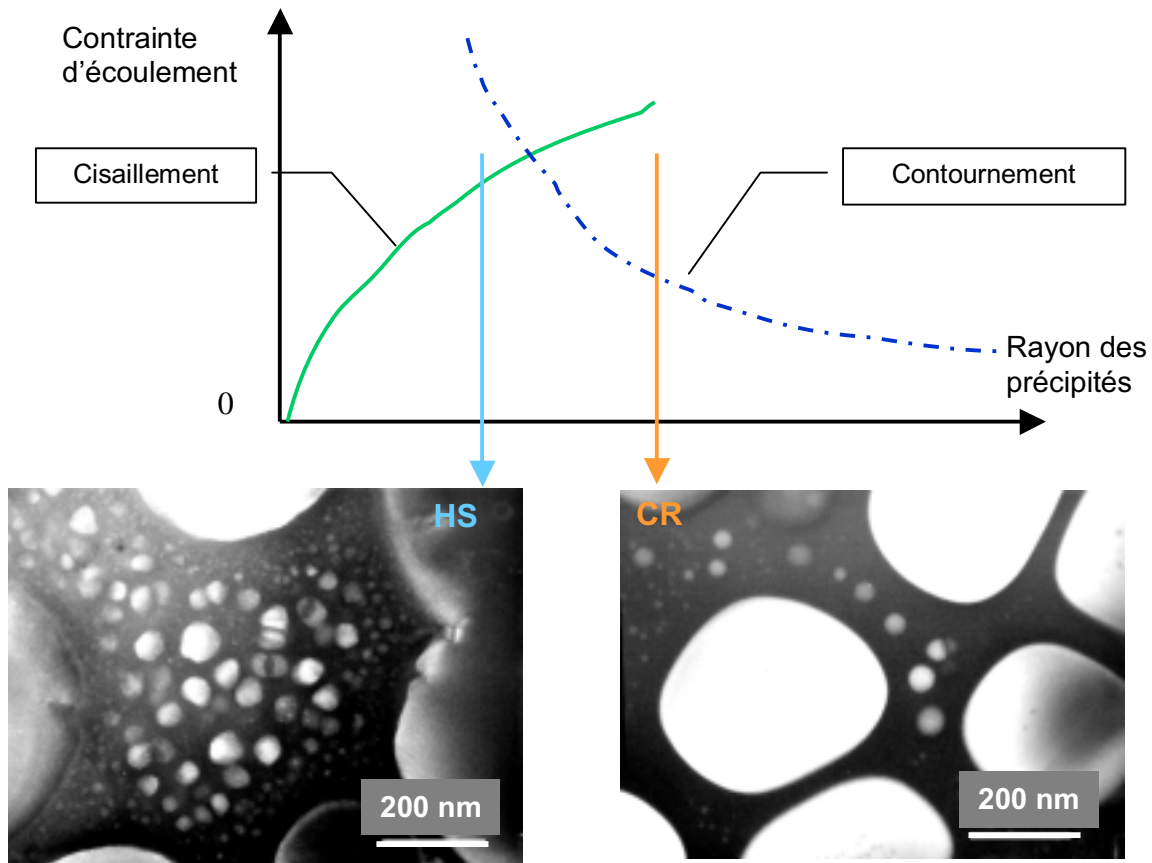 Contrainte
d'écoulement
Cisaillement
Contournement
Rayon des
précipités
0
HS
CR
200 nm
200 nm